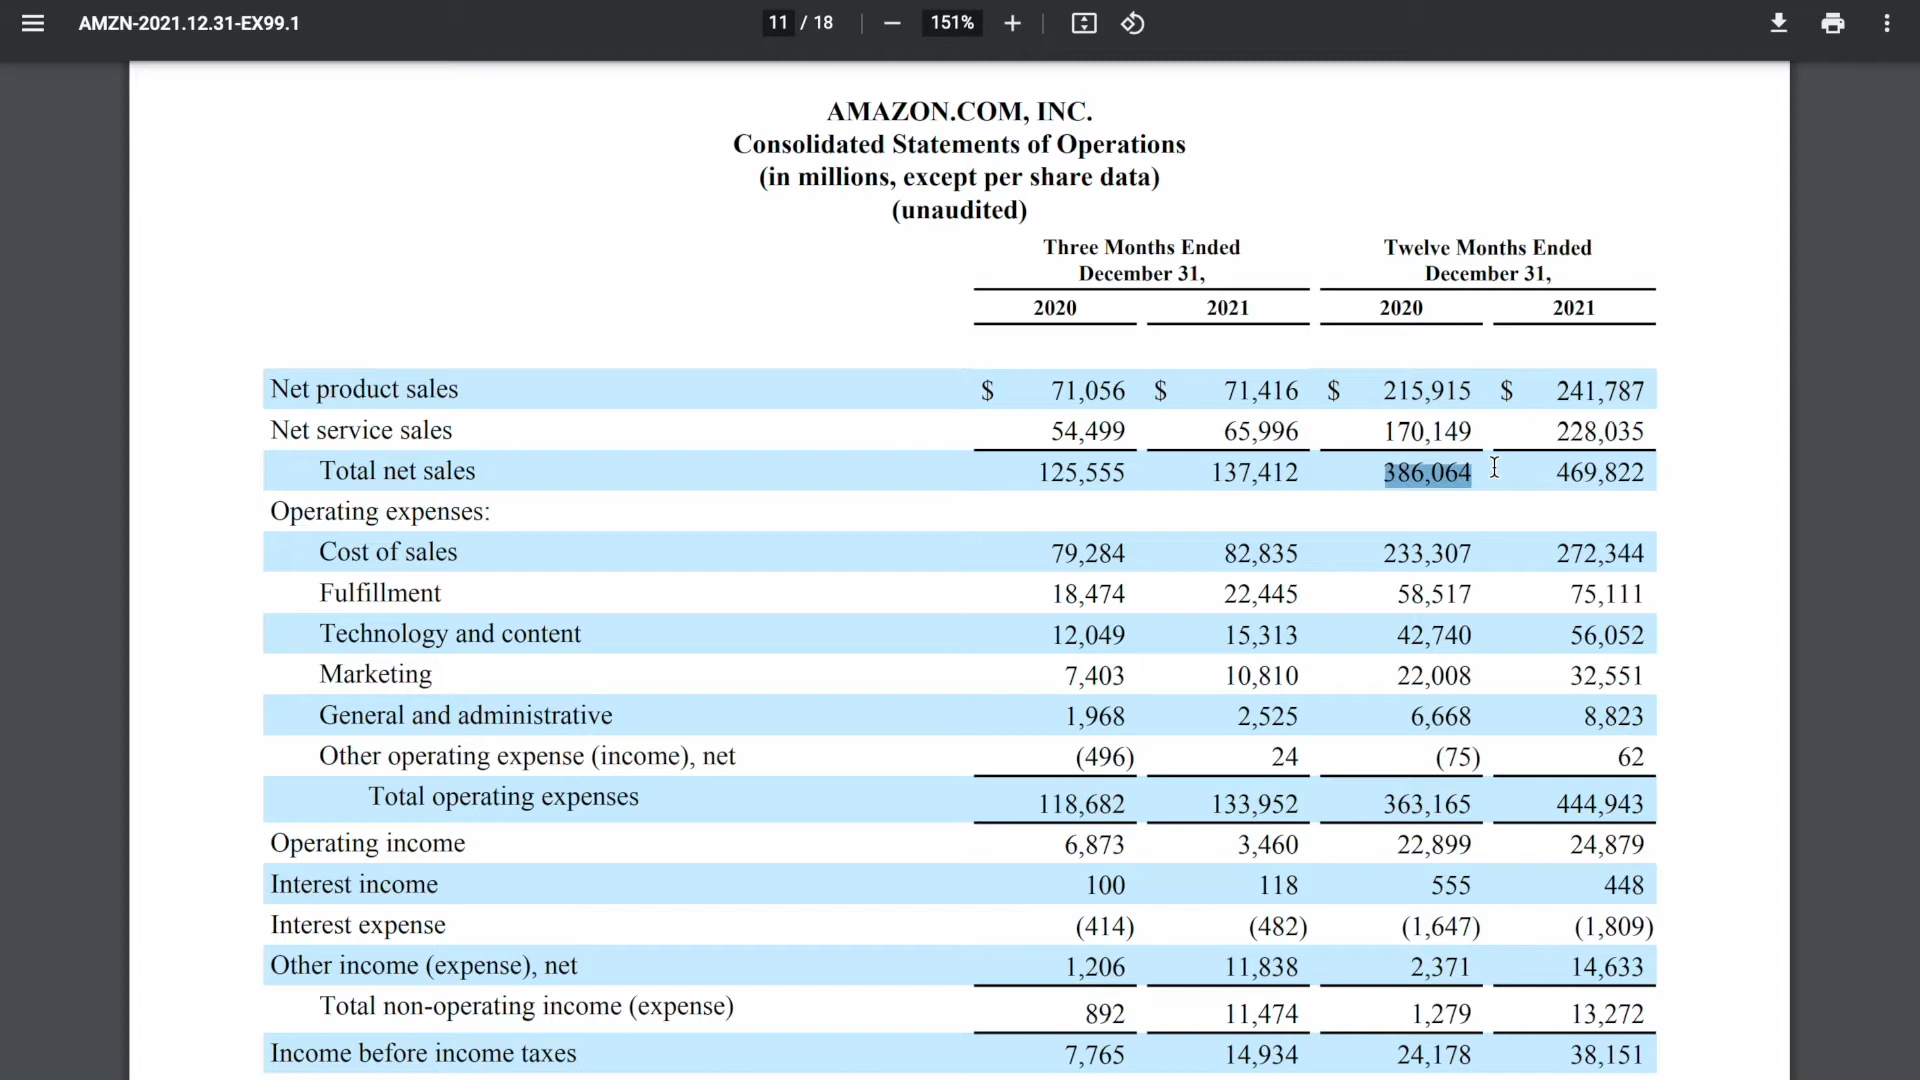 AMZN-2021.12.31-EX99.1 11 / 18 151%
AMAZON.COM, INC.
Consolidated Statements of Operations
(in millions, except per share data)
(unaudited)
Three Months Ended Twelve Months Ended
December 31, December 31,
2020 2021 2020 2021
Net product sales $ 71,056 $ 71,416 $ 215,915 $ 241,787
Net service sales 54,499 65,996 170,149 228,035
Total net sales 125,555 137,412 386,064 469,822
Operating expenses:
Cost of sales 79,284 82,835 233,307 272,344
Fulfillment 18,474 22,445 58,517 75,111
Technology and content 12,049 15,313 42,740 56,052
Marketing 7,403 10,810 22,008 32,551
General and administrative 1,968 2,525 6,668 8,823
Other operating expense (income), net (496) 24 (75) 62
Total operating expenses 118,682 133,952 363,165 444,943
Operating income 6,873 3,460 22,899 24,879
Interest income 100 118 555 448
Interest expense (414) (482) (1,647) (1,809)
Other income (expense), net 1,206 11,838 2,371 14,633
Total non-operating income (expense) 892 11,474 1,279 13,272
Income before income taxes 7,765 14,934 24,178 38,151